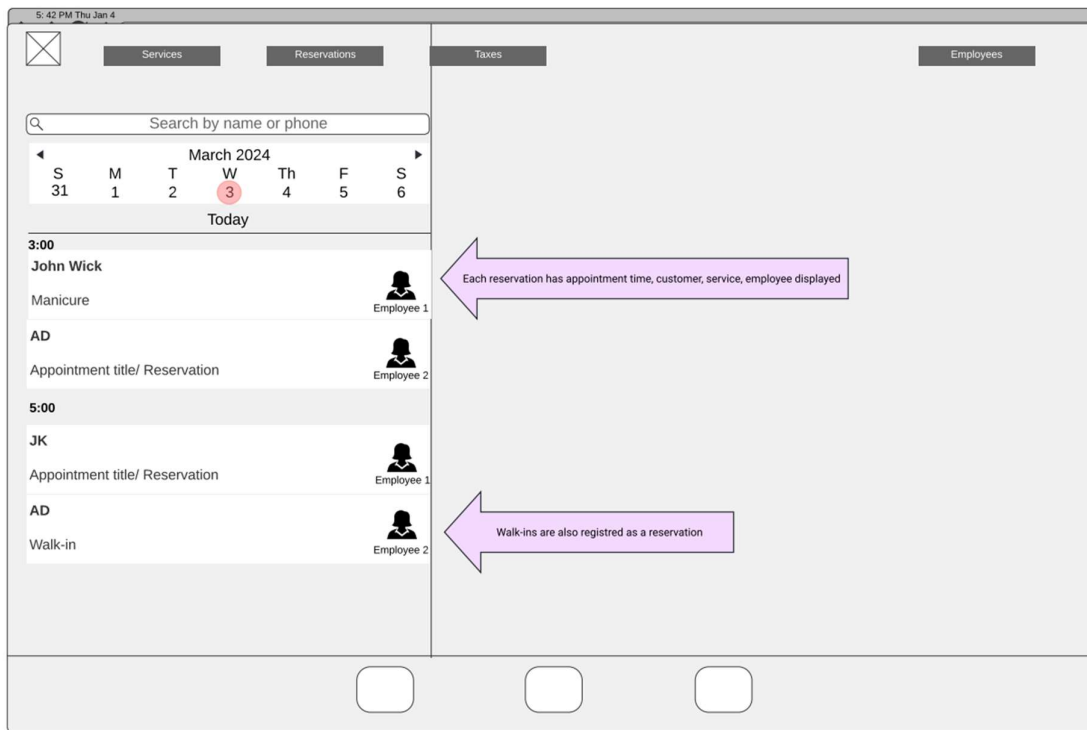 5: 42 PM Thu Jan 4
Services Reservations Taxes Employees
Search by name or phone
March 2024
S M T W Th F S
31 1 2 3 4 5 6
Today
3:00
John Wick
Manicure
Employee 1
Each reservation has appointment time, customer, service, employee displayed
AD
Appointment title/ Reservation
Employee 2
5:00
JK
Appointment title/ Reservation
Employee 1
AD
Walk-in
Employee 2
Walk-ins are also registred as a reservation